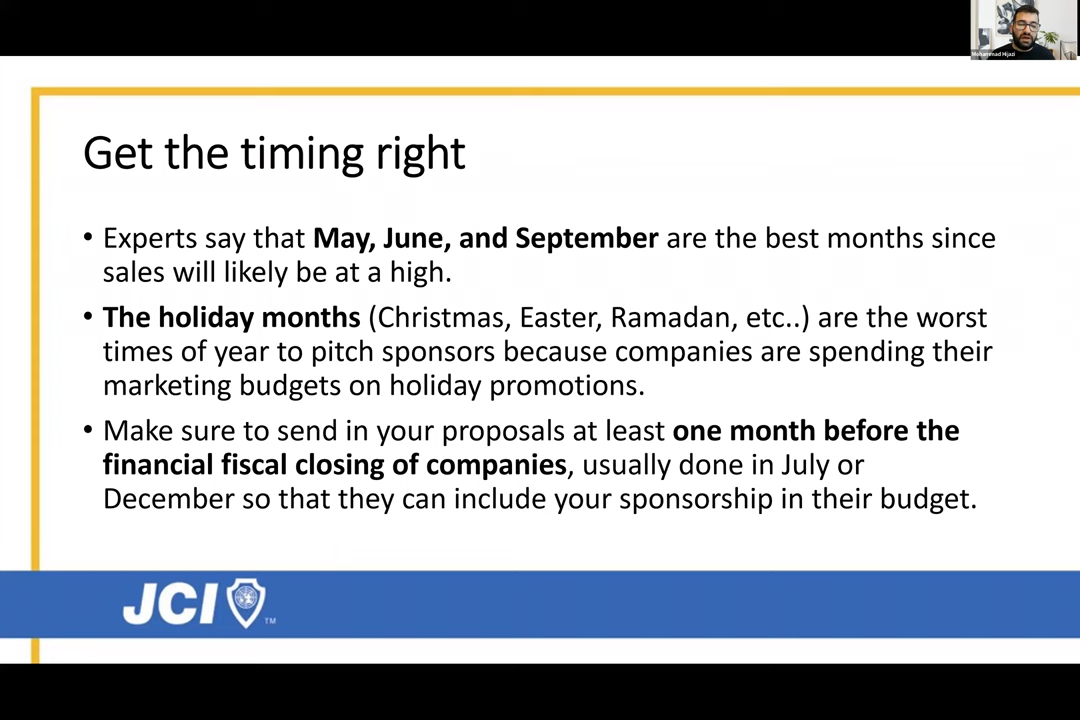 Mohammad Hijazi
Get the timing right
• Experts say that May, June, and September are the best months since
sales will likely be at a high.
• The holiday months (Christmas, Easter, Ramadan, etc..) are the worst
times of year to pitch sponsors because companies are spending their
marketing budgets on holiday promotions.
• Make sure to send in your proposals at least one month before the
financial fiscal closing of companies, usually done in July or
December so that they can include your sponsorship in their budget.
JCI TM